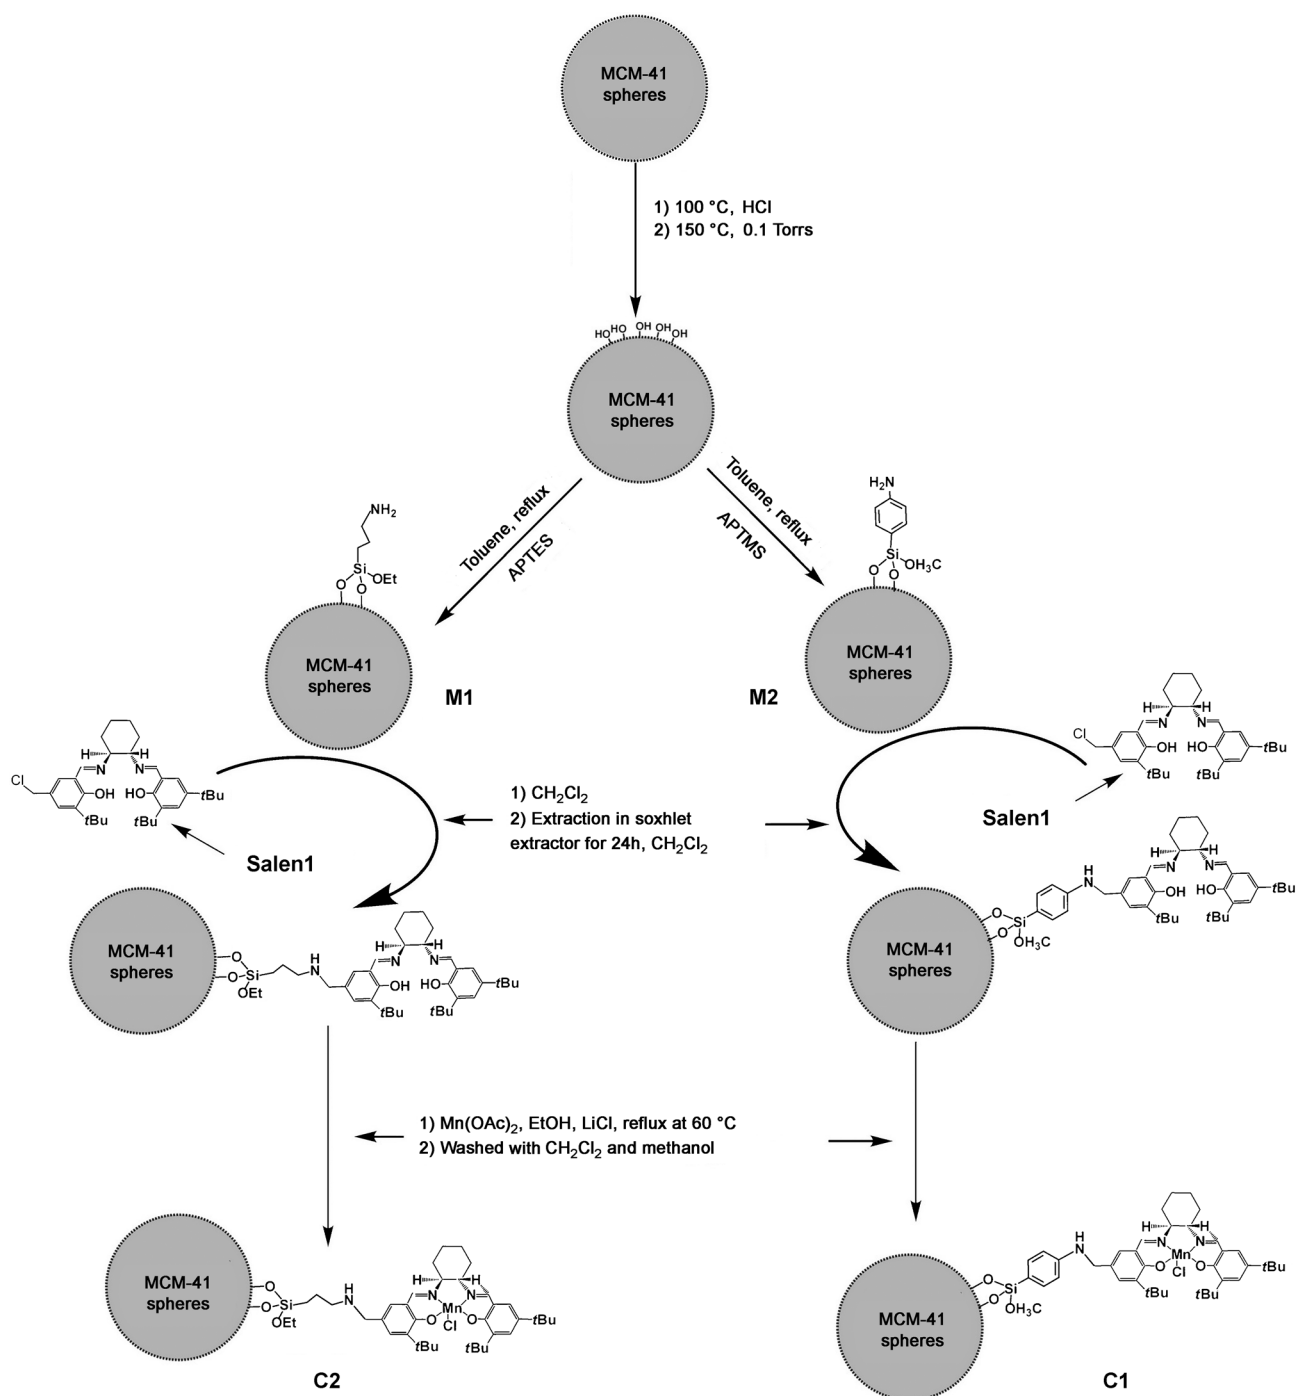 MCM-41
spheres
1) 100 °C, HCl
2) 150 °C, 0.1 Torrs
HO HO OH OH OH
MCM-41
spheres
Toluene, reflux
APTES
Toluene, reflux
APTMS
NH₂
Si
O O OEt
MCM-41
spheres
M1
H₂N
Si
O O OH₃C
MCM-41
spheres
M2
H H
N N
Cl
OH HO
tBu
tBu tBu
Salen1
1) CH₂Cl₂
2) Extraction in soxhlet
extractor for 24h, CH₂Cl₂
H H
N N
Cl
OH HO
tBu
tBu tBu
Salen1
MCM-41
spheres
O
O Si
OEt
H
N
H H
N N
OH HO
tBu
tBu tBu
MCM-41
spheres
O
O Si
OH₃C
H
N
H H
N N
OH HO
tBu
tBu tBu
1) Mn(OAc)₂, EtOH, LiCl, reflux at 60 °C
2) Washed with CH₂Cl₂ and methanol
MCM-41
spheres
O
O Si
OEt
H
N
H H
N N
Mn
O Cl O
tBu
tBu tBu
C2
MCM-41
spheres
O
O Si
OH₃C
H
N
H H
N N
Mn
O Cl O
tBu
tBu tBu
C1